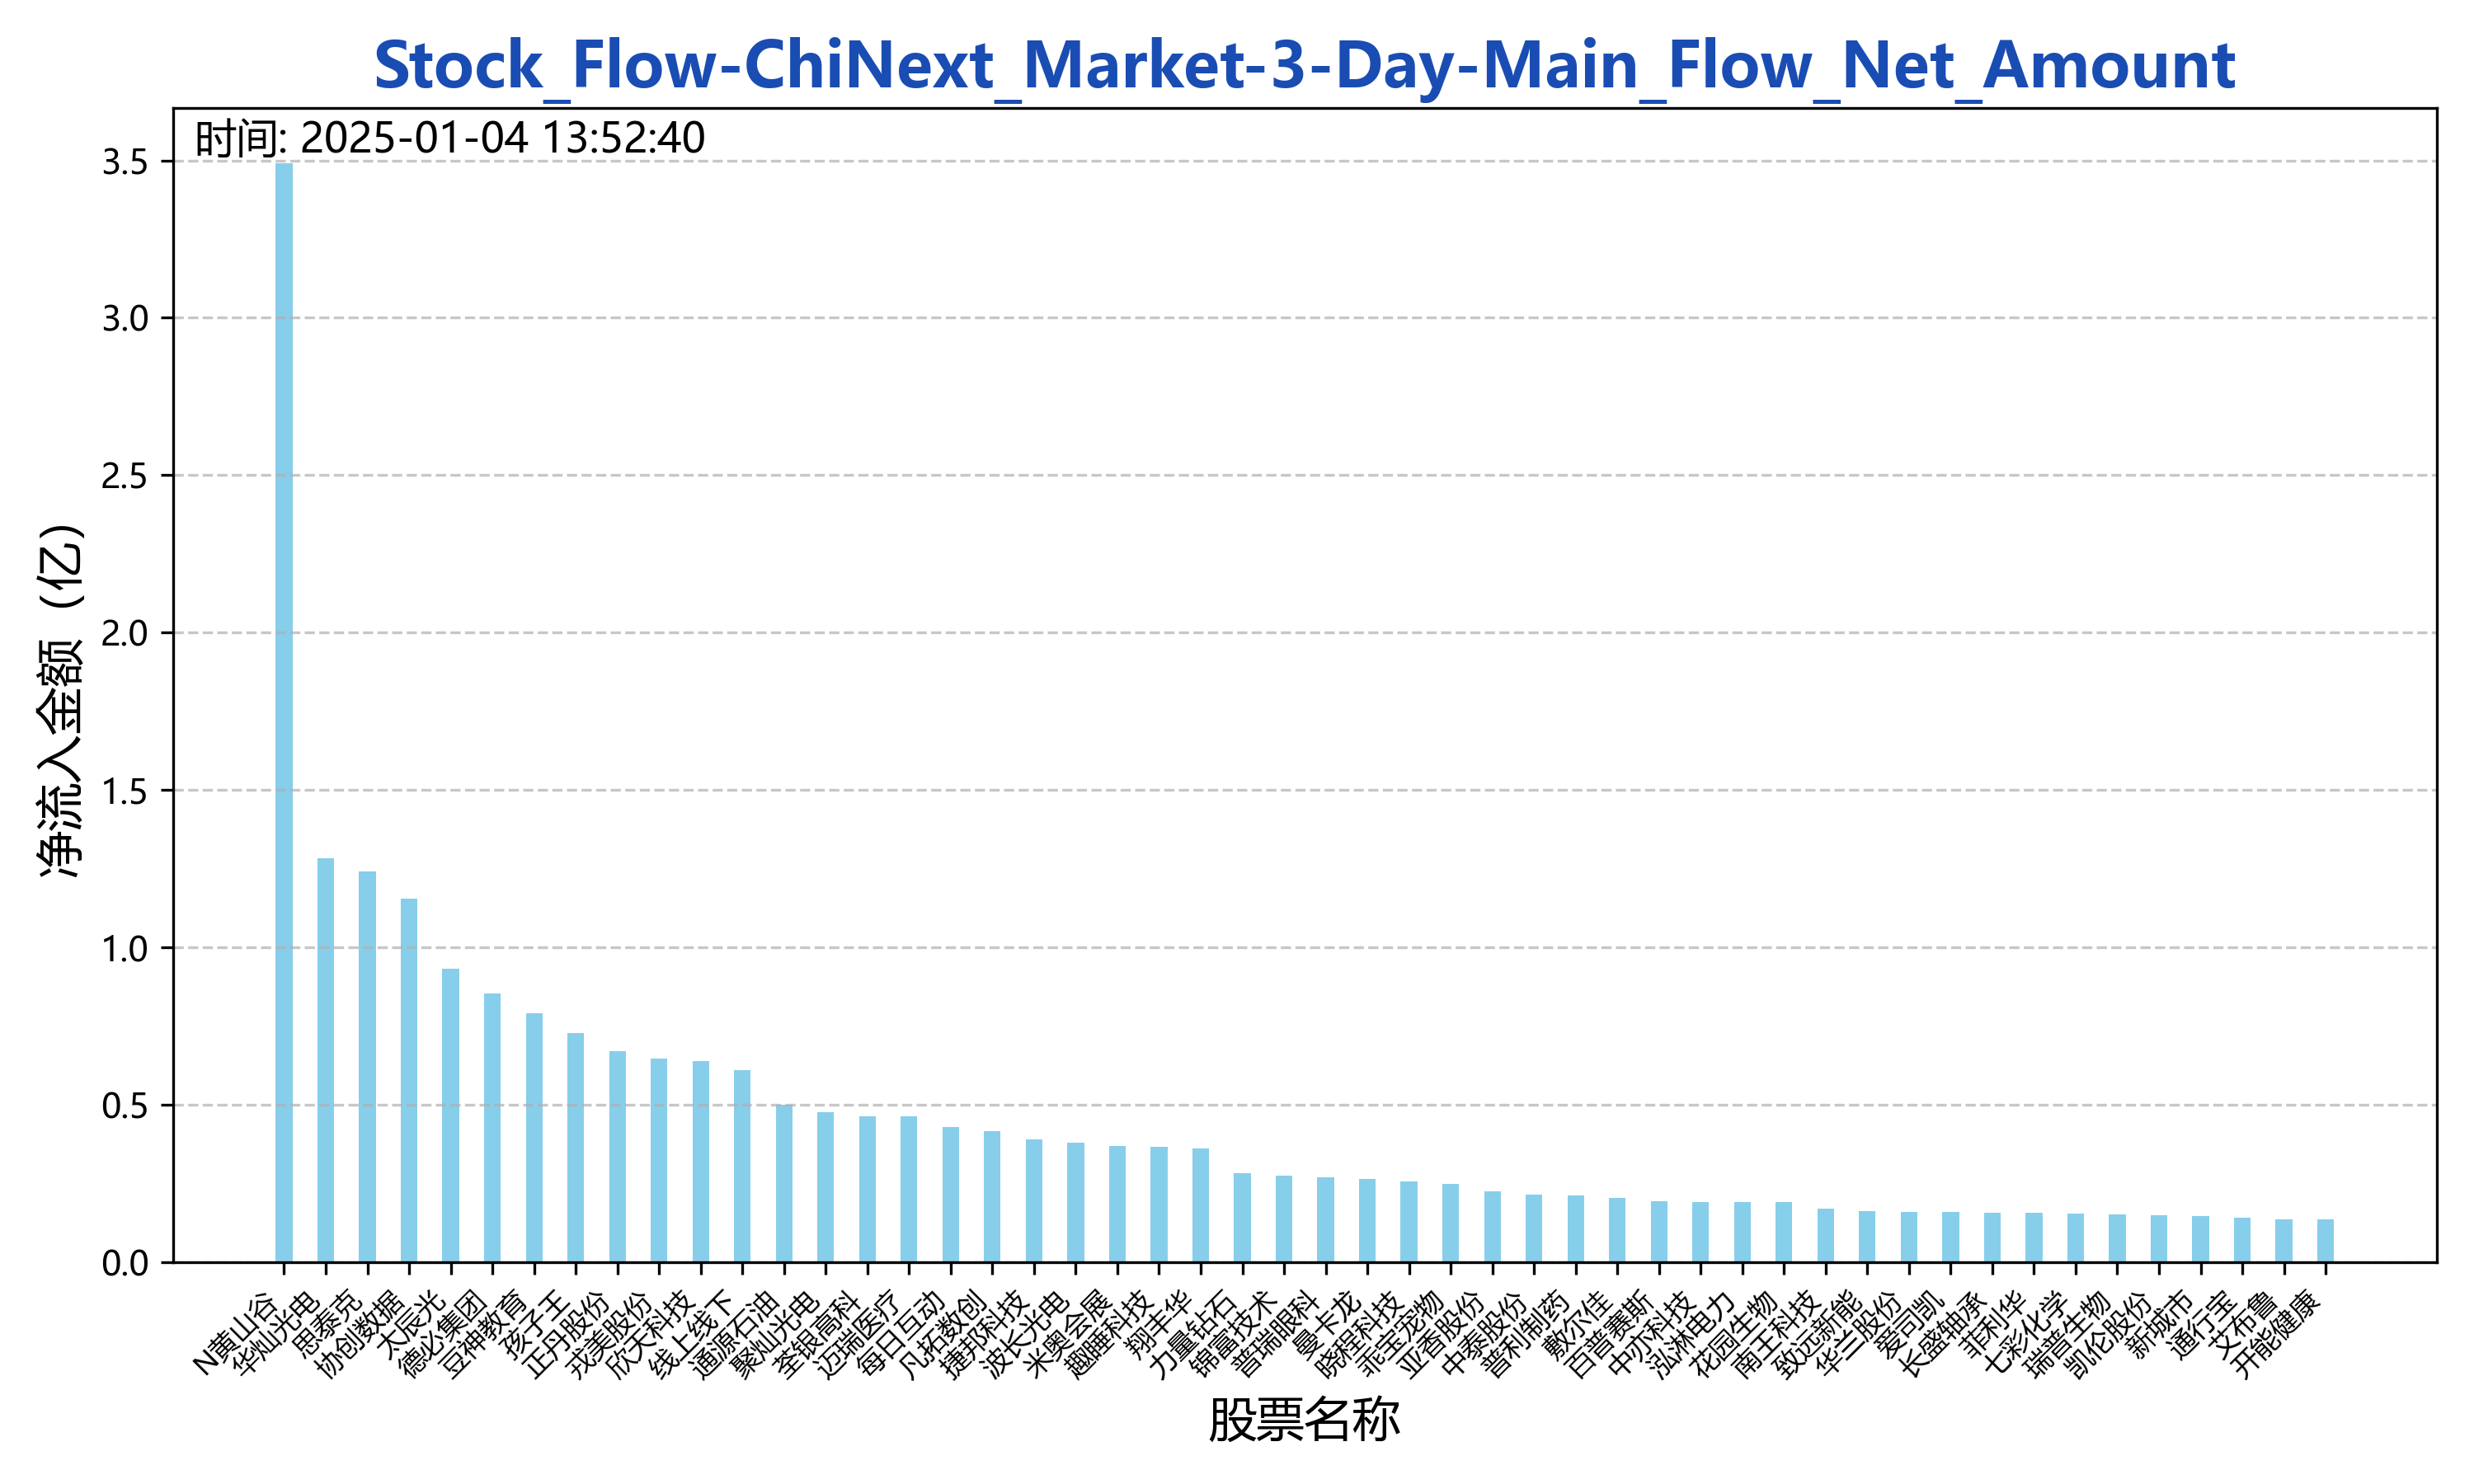 Stock_Flow-ChiNext_Market-3-Day-Main_Flow_Net_Amount
时间: 2025-01-04 13:52:40
净流入金额 (亿)
3.5
3.0
2.5
2.0
1.5
1.0
0.5
0.0
N黄山谷
华灿光电
思泰克
协创数据
太辰光
德必集团
豆神教育
孩子王
正丹股份
戎美股份
欣天科技
线上线下
通源石油
聚灿光电
荃银高科
迈瑞医疗
每日互动
凡拓数创
捷邦科技
波长光电
米奥会展
趣睡科技
翔丰华
力量钻石
锦富技术
普瑞眼科
曼卡龙
晓程科技
乖宝宠物
亚香股份
中泰股份
普利制药
敷尔佳
百普赛斯
中亦科技
泓淋电力
花园生物
南王科技
致远新能
华兰股份
爱司凯
长盛轴承
菲利华
七彩化学
瑞普生物
凯伦股份
新城市
通行宝
艾布鲁
开能健康
股票名称